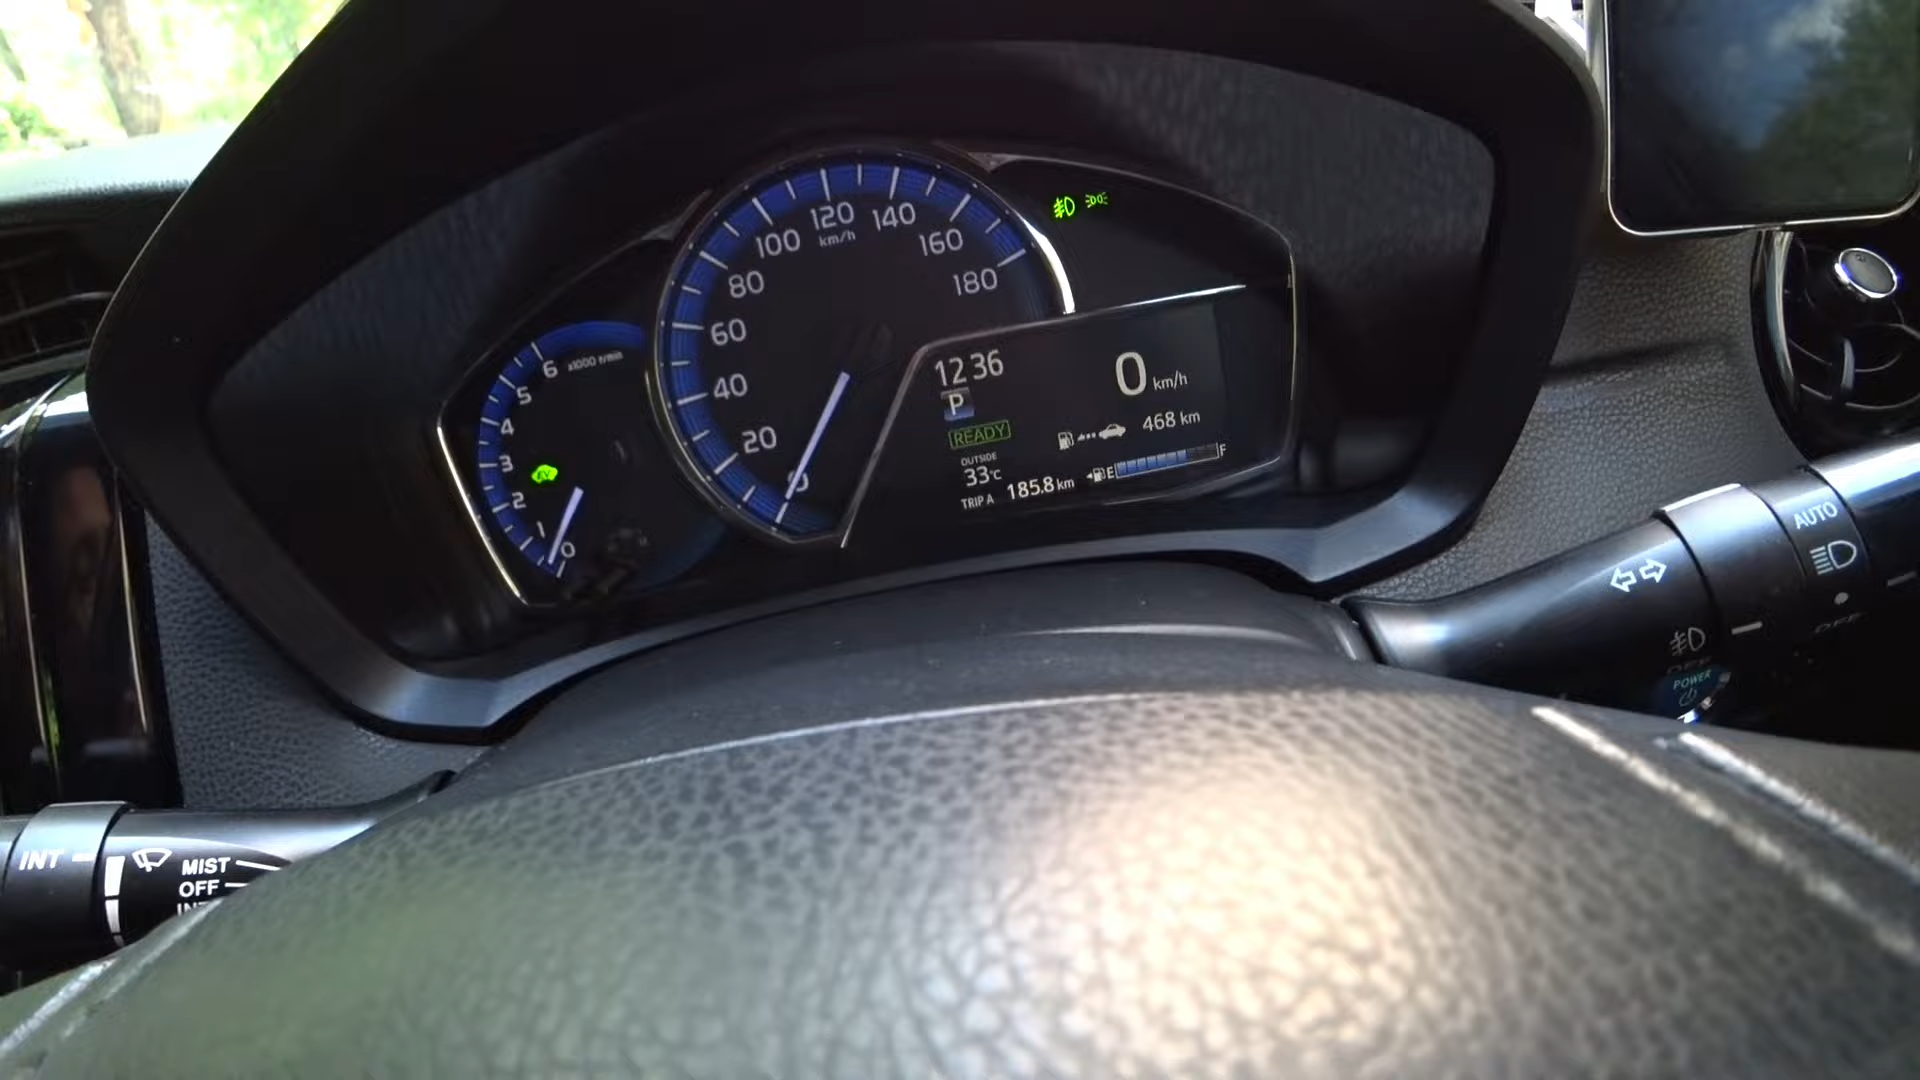 120
100
140
km/h
160
80
180
60
6
x1000 r/min
5
40
4
20
3
EV
2
1
0
0
12 36
0 km/h
P
468 km
READY
OUTSIDE
33°C
E
F
TRIP A 185.8 km
AUTO
OFF
OFF
POWER
INT
MIST
OFF